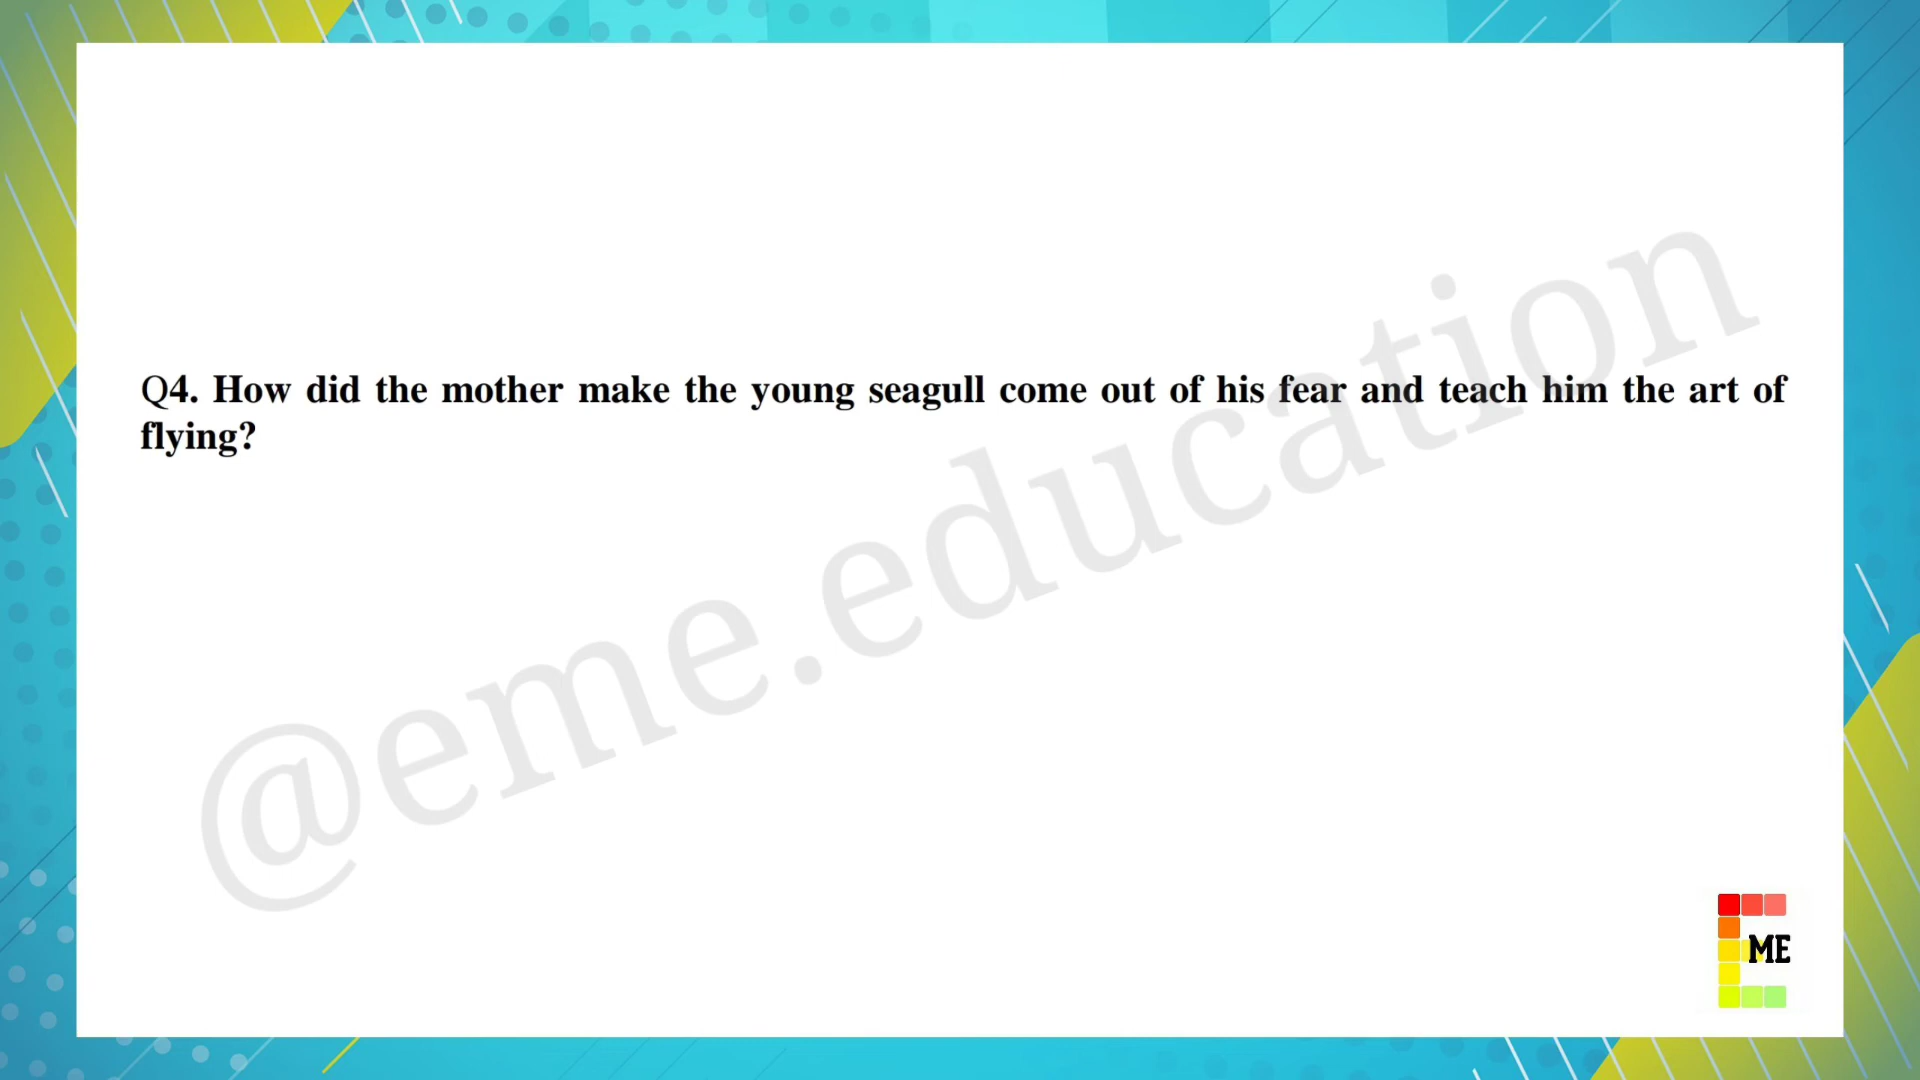 Q4. How did the mother make the young seagull come out of his fear and teach him the art of
flying?
@eme.education
ME